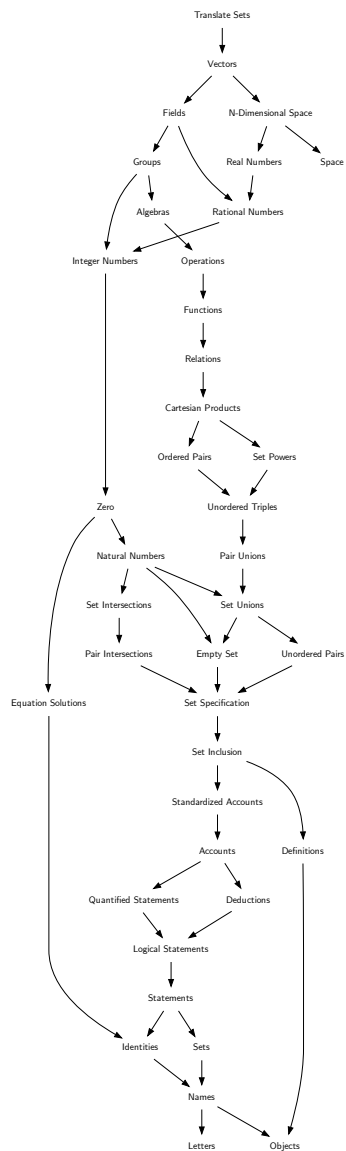 Translate Sets
Vectors
Fields
N-Dimensional Space
Groups
Real Numbers
Space
Algebras
Rational Numbers
Integer Numbers
Operations
Functions
Relations
Cartesian Products
Ordered Pairs
Set Powers
Zero
Unordered Triples
Natural Numbers
Pair Unions
Set Intersections
Set Unions
Pair Intersections
Empty Set
Unordered Pairs
Equation Solutions
Set Specification
Set Inclusion
Standardized Accounts
Accounts
Definitions
Quantified Statements
Deductions
Logical Statements
Statements
Identities
Sets
Names
Letters
Objects